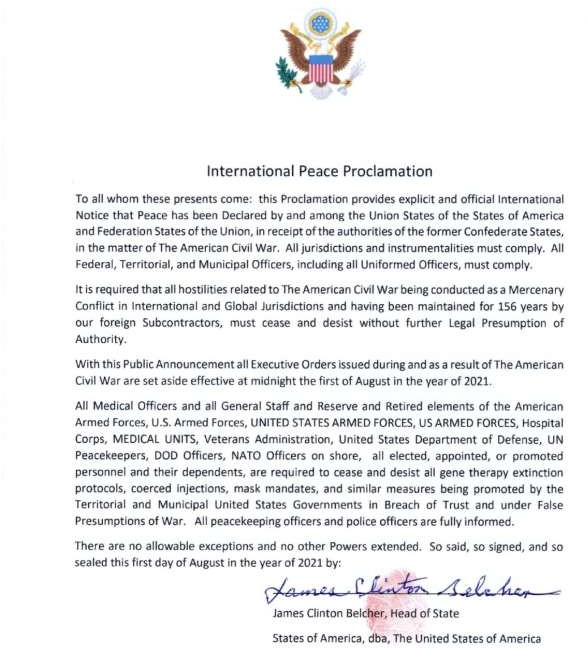 International Peace Proclamation
To all whom these presents come: this Proclamation provides explicit and official International
Notice that Peace has been Declared by and among the Union States of the States of America
and Federation States of the Union, in receipt of the authorities of the former Confederate States,
in the matter of The American Civil War. All jurisdictions and instrumentalities must comply. All
Federal, Territorial, and Municipal Officers, including all Uniformed Officers, must comply.
It is required that all hostilities related to The American Civil War being conducted as a Mercenary
Conflict in International and Global Jurisdictions and having been maintained for 156 years by
our foreign Subcontractors, must cease and desist without further Legal Presumption of
Authority.
With this Public Announcement all Executive Orders issued during and as a result of The American
Civil War are set aside effective at midnight the first of August in the year of 2021.
All Medical Officers and all General Staff and Reserve and Retired elements of the American
Armed Forces, U.S. Armed Forces, UNITED STATES ARMED FORCES, US ARMED FORCES, Hospital
Corps, MEDICAL UNITS, Veterans Administration, United States Department of Defense, UN
Peacekeepers, DOD Officers, NATO Officers on shore, all elected, appointed, or promoted
personnel and their dependents, are required to cease and desist all gene therapy extinction
protocols, coerced injections, mask mandates, and similar measures being promoted by the
Territorial and Municipal United States Governments in Breach of Trust and under False
Presumptions of War. All peacekeeping officers and police officers are fully informed.
There are no allowable exceptions and no other Powers extended. So said, so signed, and so
sealed this first day of August in the year of 2021 by:
James Clinton Belcher
James Clinton Belcher, Head of State
States of America, dba, The United States of America